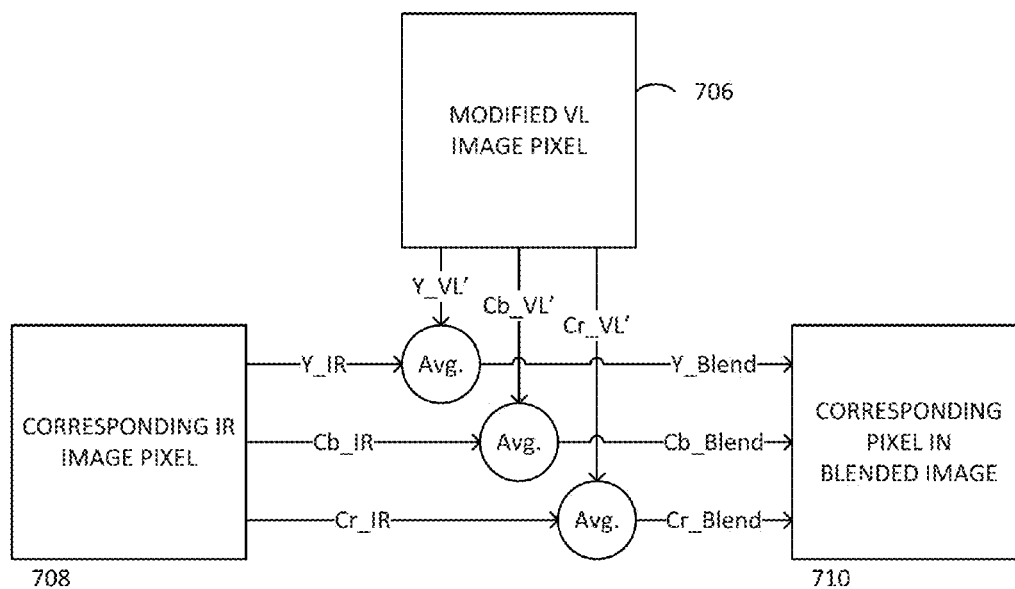 MODIFIED VL
IMAGE PIXEL
706
Y_VL'
Cb_VL'
Cr_VL'
Y_IR
Avg.
Y_Blend
CORRESPONDING IR
IMAGE PIXEL
Cb_IR
Avg.
Cb_Blend
CORRESPONDING
PIXEL IN
BLENDED IMAGE
Cr_IR
Avg.
Cr_Blend
708
710